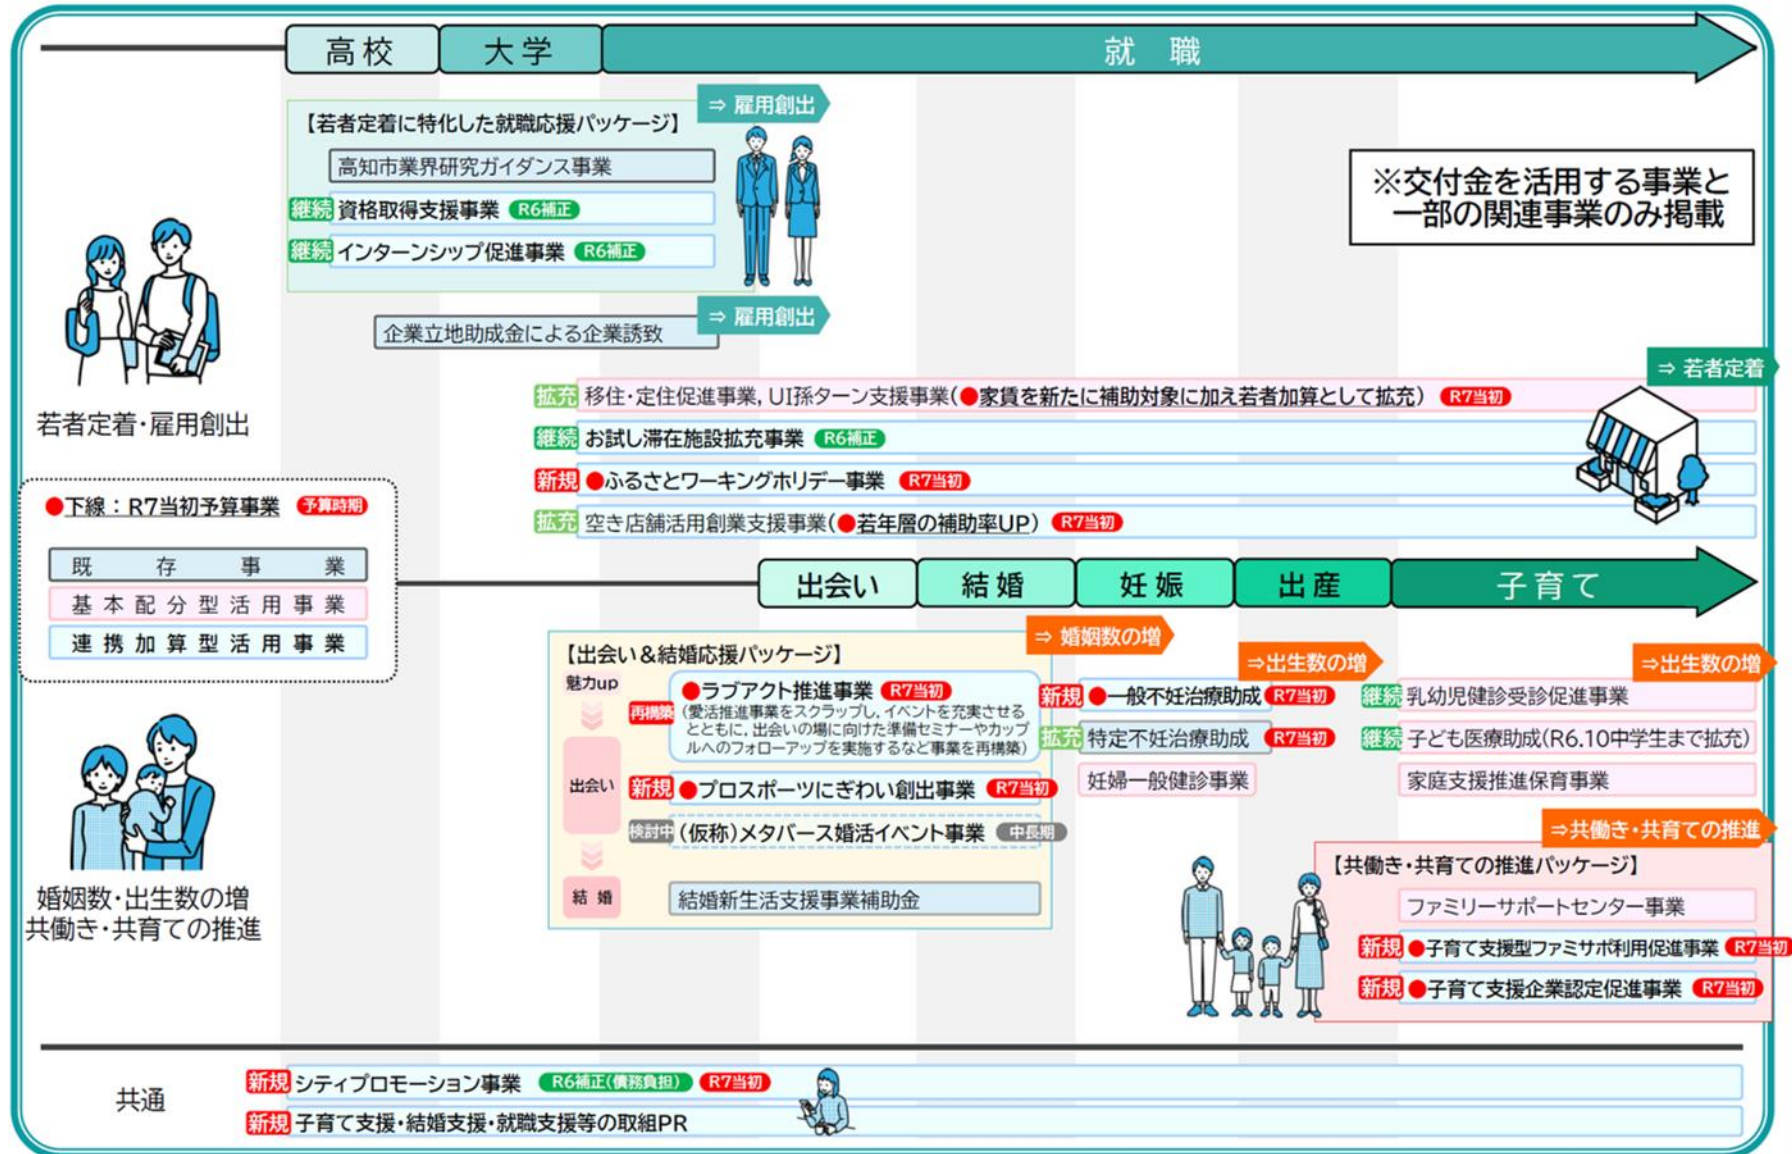 高校
大学
就職
⇒ 雇用創出
【若者定着に特化した就職応援パッケージ】
高知市業界研究ガイダンス事業
継続 資格取得支援事業 R6補正
継続 インターンシップ促進事業 R6補正
※交付金を活用する事業と
一部の関連事業のみ掲載
⇒ 雇用創出
企業立地助成金による企業誘致
若者定着・雇用創出
⇒ 若者定着
拡充 移住・定住促進事業，UI孫ターン支援事業(●家賃を新たに補助対象に加え若者加算として拡充) R7当初
継続 お試し滞在施設拡充事業 R6補正
新規 ●ふるさとワーキングホリデー事業 R7当初
拡充 空き店舗活用創業支援事業(●若年層の補助率UP) R7当初
●下線：R7当初予算事業 予算時期
既存事業
基本配分型活用事業
連携加算型活用事業
出会い
結婚
妊娠
出産
子育て
⇒ 婚姻数の増
【出会い＆結婚応援パッケージ】
魅力up
再構築 ●ラブアクト推進事業 R7当初
(愛活推進事業をスクラップし，イベントを充実させる
とともに，出会いの場に向けた準備セミナーやカップ
ルへのフォローアップを実施するなど事業を再構築)
出会い
新規 ●プロスポーツにぎわい創出事業 R7当初
検討中 (仮称)メタバース婚活イベント事業 中長期
結婚
結婚新生活支援事業補助金
⇒出生数の増
新規 ●一般不妊治療助成 R7当初
拡充 特定不妊治療助成 R7当初
妊婦一般健診事業
⇒出生数の増
継続 乳幼児健診受診促進事業
継続 子ども医療助成(R6.10中学生まで拡充)
家庭支援推進保育事業
婚姻数・出生数の増
共働き・共育ての推進
⇒共働き・共育ての推進
【共働き・共育ての推進パッケージ】
ファミリーサポートセンター事業
新規 ●子育て支援型ファミサポ利用促進事業 R7当初
新規 ●子育て支援企業認定促進事業 R7当初
共通
新規 シティプロモーション事業 R6補正(債務負担) R7当初
新規 子育て支援・結婚支援・就職支援等の取組PR